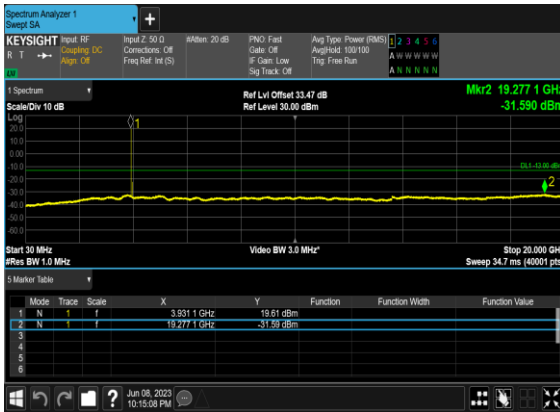 Spectrum Analyzer 1
Swept SA
+
KEYSIGHT Input: RF Input Z: 50 Ω #Atten: 20 dB PNO: Fast Avg Type: Power (RMS) 1 2 3 4 5 6
R T Coupling: DC Corrections: Off Gate: Off Avg|Hold: 100/100 A W W W W W
Align: Off Freq Ref: Int (S) IF Gain: Low Trig: Free Run
Sig Track: Off A N N N N N
1 Spectrum Ref Lvl Offset 33.47 dB Mkr2 19.277 1 GHz
Scale/Div 10 dB Ref Level 30.00 dBm -31.590 dBm
Log
20.0
10.0
0.00
-10.0
-20.0
-30.0
-40.0
-50.0
-60.0
1
DL1 -13.00 dBm
2
Start 30 MHz Video BW 3.0 MHz* Stop 20.000 GHz
#Res BW 1.0 MHz Sweep 34.7 ms (40001 pts)
5 Marker Table
Mode Trace Scale X Y Function Function Width Function Value
1 N 1 f 3.931 1 GHz 19.61 dBm
2 N 1 f 19.277 1 GHz -31.59 dBm
3
4
5
6
? Jun 08, 2023
10:15:08 PM